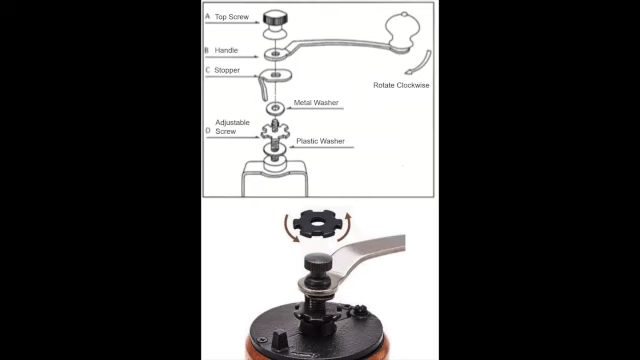 A Top Screw
B Handle
C Stopper
Metal Washer
Adjustable
D Screw
Plastic Washer
Rotate Clockwise